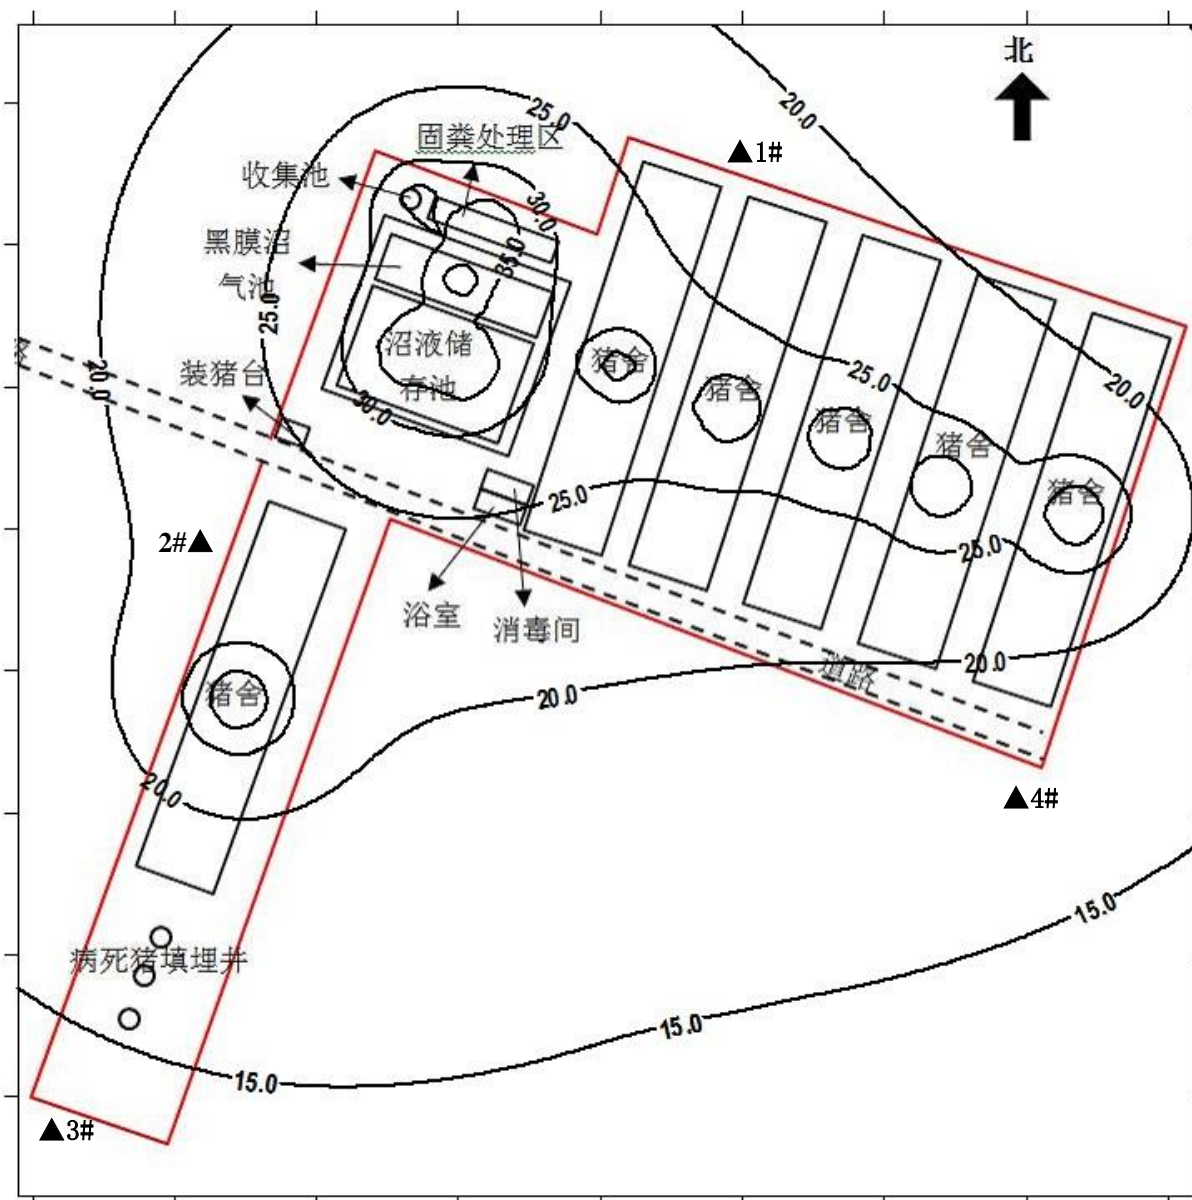 北
20.0
25.0
▲1#
固粪处理区
收集池
30.0
黑膜沼
气池
35.0
25.0
沼液储
存池
猪舍
装猪台
20.0
30.0
猪舍
25.0
20.0
猪舍
猪舍
猪舍
25.0
2#▲
25.0
浴室
消毒间
道路
20.0
20.0
猪舍
20.0
▲4#
15.0
病死猪填埋井
15.0
15.0
▲3#